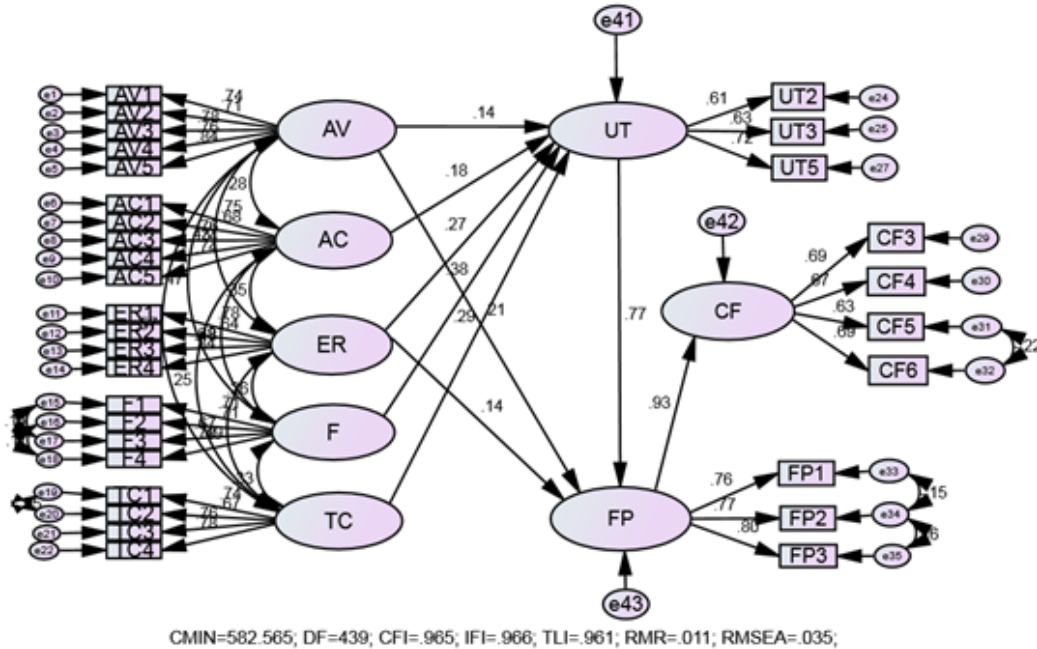 e41
e1 AV1 .74
e2 AV2 .71
e3 AV3
e4 AV4
e5 AV5
AV
.14
UT
.61 UT2 e24
.63 UT3 e25
.72 UT5 e27
.28
.18
e6 AC1 .75
e7 AC2 .68
e8 AC3
e9 AC4
e10 AC5
AC
.27
e42
.69 CF3 e29
CF4 e30
.63 CF5 e31
.69 CF6 e32
CF
.38
.21
.29
.77
e11 ER1 .78
e12 ER2 .64
e13 ER3
e14 ER4
ER
.25
.14
.93
e15 F1
e16 F2 .71
e17 F3
e18 F4
F
e19 TC1 .74
e20 TC2 .67
e21 TC3 .76
e22 TC4 .78
TC
FP
.76 FP1 e33
.77 FP2 e34
.80 FP3 e35
.15
e43
CMIN=582.565; DF=439; CFI=.965; IFI=.966; TLI=.961; RMR=.011; RMSEA=.035;